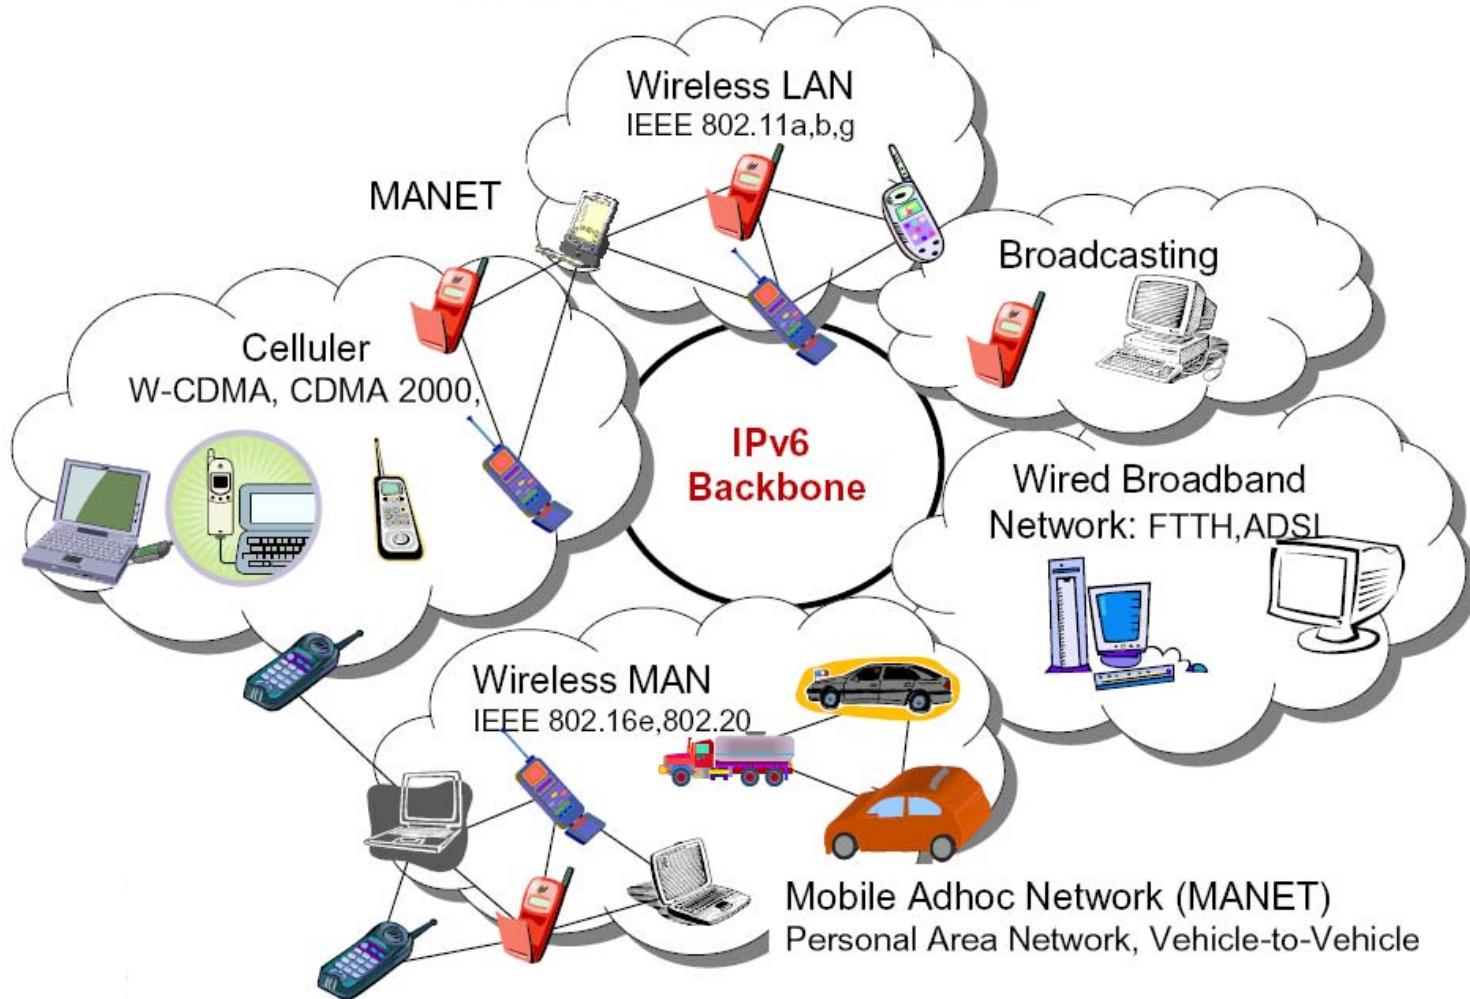 Wireless LAN
IEEE 802.11a,b,g
MANET
Broadcasting
Celluler
W-CDMA, CDMA 2000,
IPv6
Backbone
Wired Broadband
Network: FTTH,ADSL
Wireless MAN
IEEE 802.16e,802.20
Mobile Adhoc Network (MANET)
Personal Area Network, Vehicle-to-Vehicle